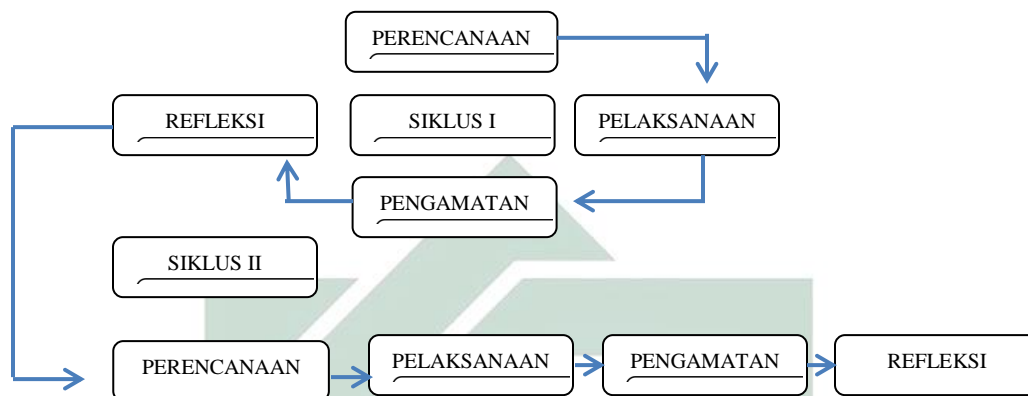 PERENCANAAN
REFLEKSI
SIKLUS I
PELAKSANAAN
PENGAMATAN
SIKLUS II
PERENCANAAN
PELAKSANAAN
PENGAMATAN
REFLEKSI